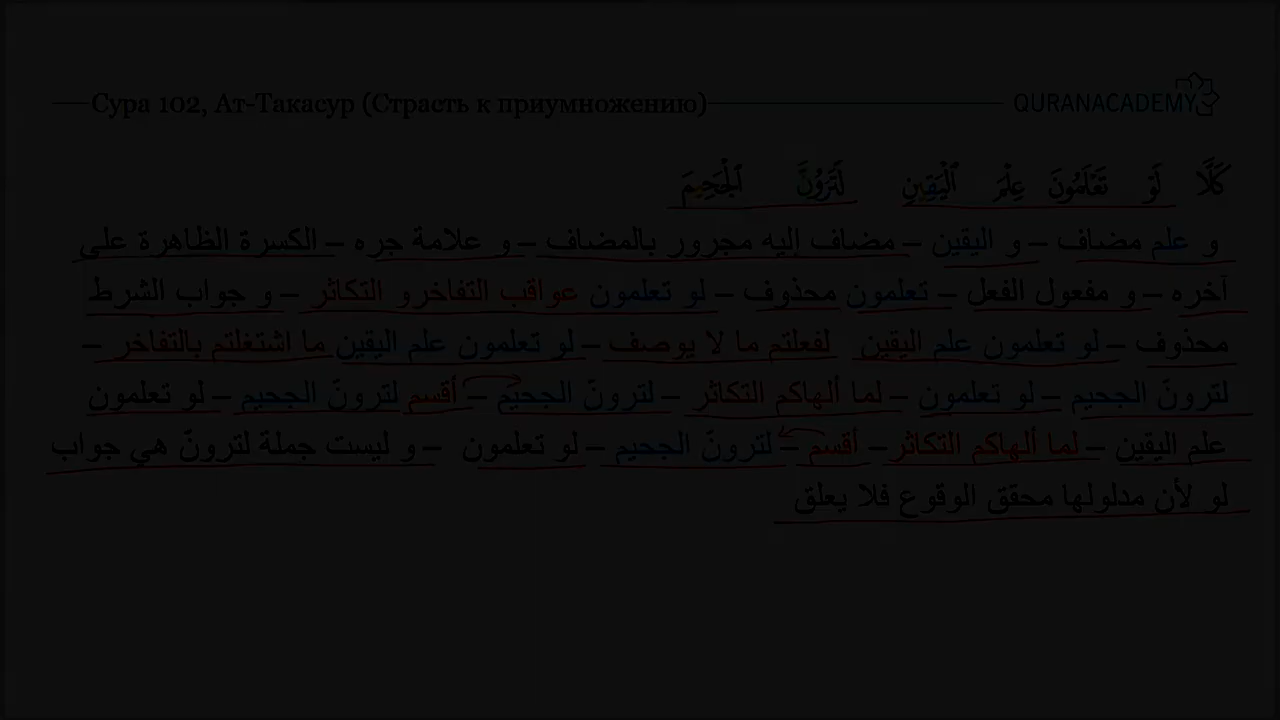 Сура 102, Ат-Такасур (Страсть к приумножению)
QURANACADEMY
كَلَّا لَوْ تَعْلَمُونَ عِلْمَ ٱلْيَقِينِ لَتَرَوُنَّ ٱلْجَحِيمَ
و علم مضاف – و اليقين – مضاف إليه مجرور بالمضاف – و علامة جره – الكسرة الظاهرة على
آخره – و مفعول الفعل – تعلمون محذوف – لو تعلمون عواقب التفاخرو التكاثر – و جواب الشرط
محذوف – لو تعلمون علم اليقين لفعلتم ما لا يوصف – لو تعلمون علم اليقين ما اشتغلتم بالتفاخر –
لترونّ الجحيم – لو تعلمون – لما ألهاكم التكاثر – لترونّ الجحيم – أقسم لترونّ الجحيم – لو تعلمون
علم اليقين – لما ألهاكم التكاثر – أقسم – لترونّ الجحيم – لو تعلمون – و ليست جملة لترونّ هي جواب
لو لأن مدلولها محقق الوقوع فلا يعلق